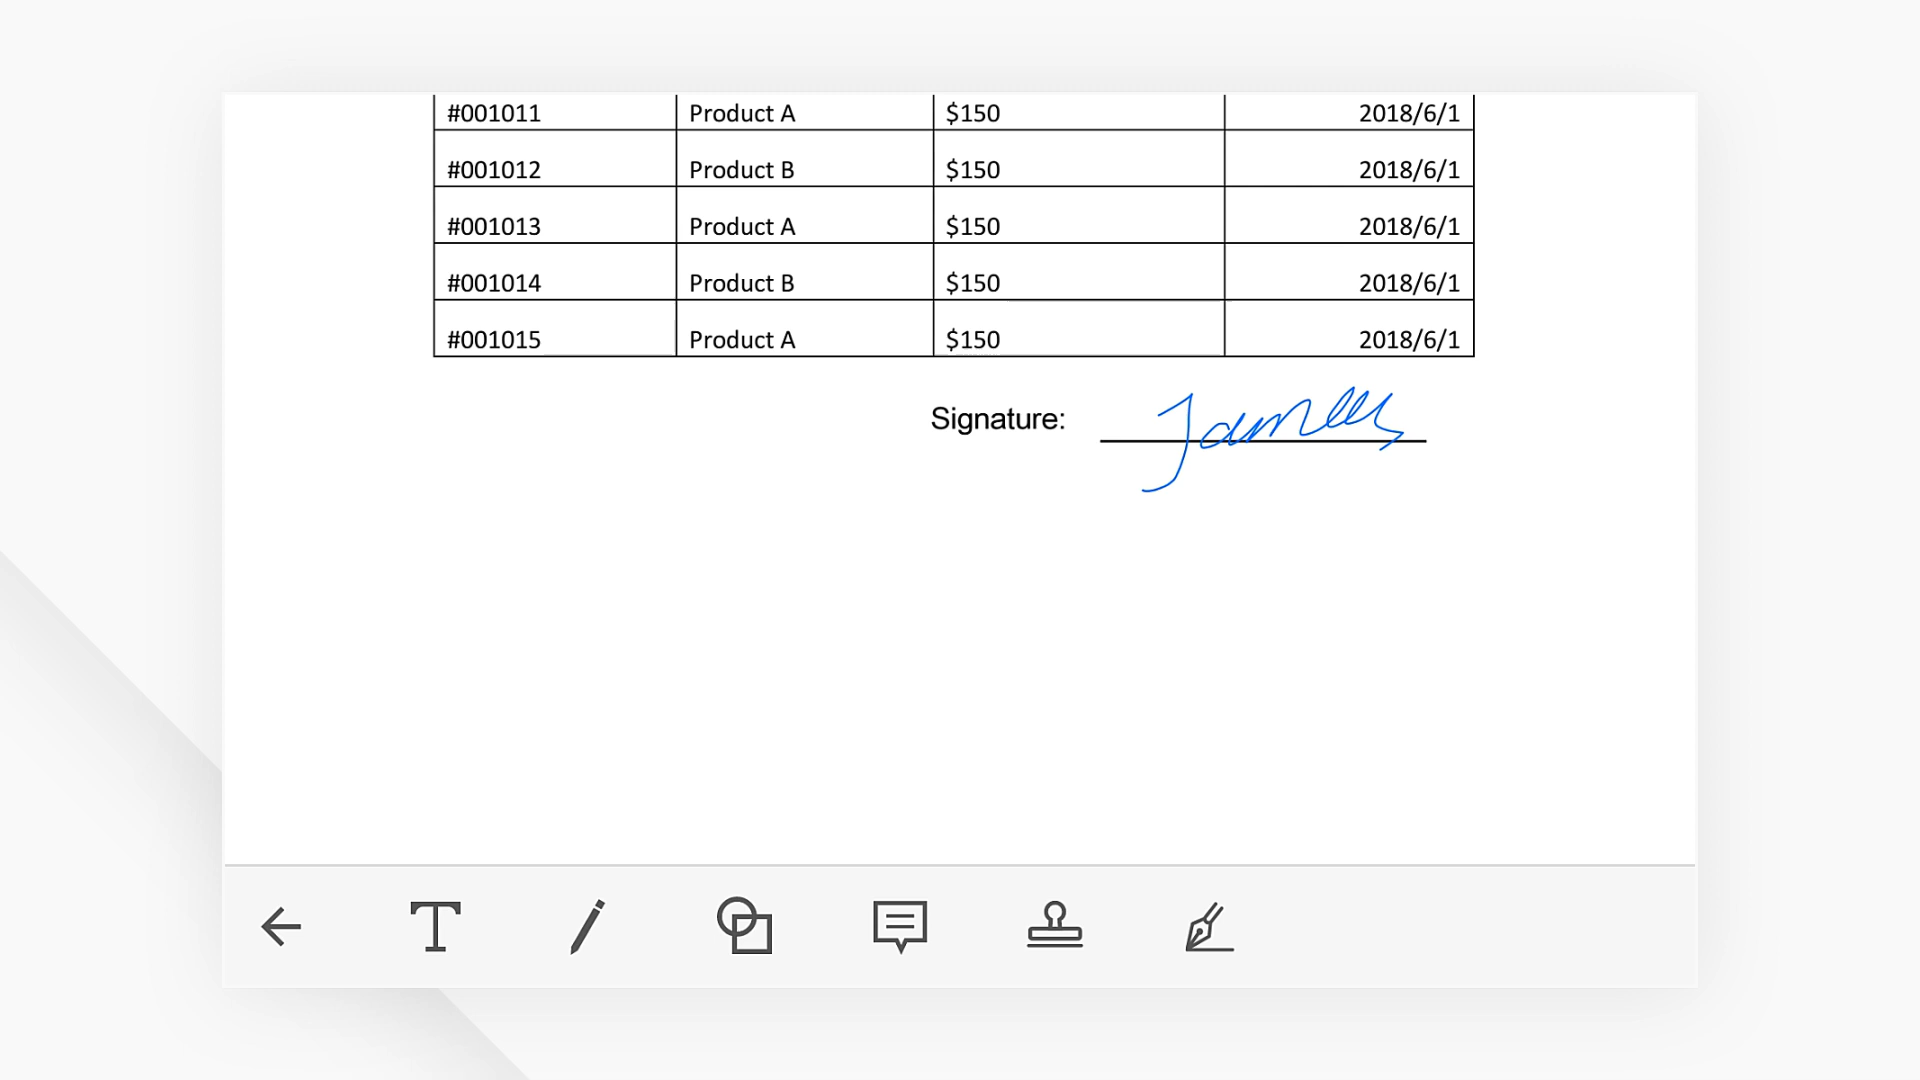 #001011 Product A $150 2018/6/1
#001012 Product B $150 2018/6/1
#001013 Product A $150 2018/6/1
#001014 Product B $150 2018/6/1
#001015 Product A $150 2018/6/1
Signature: James